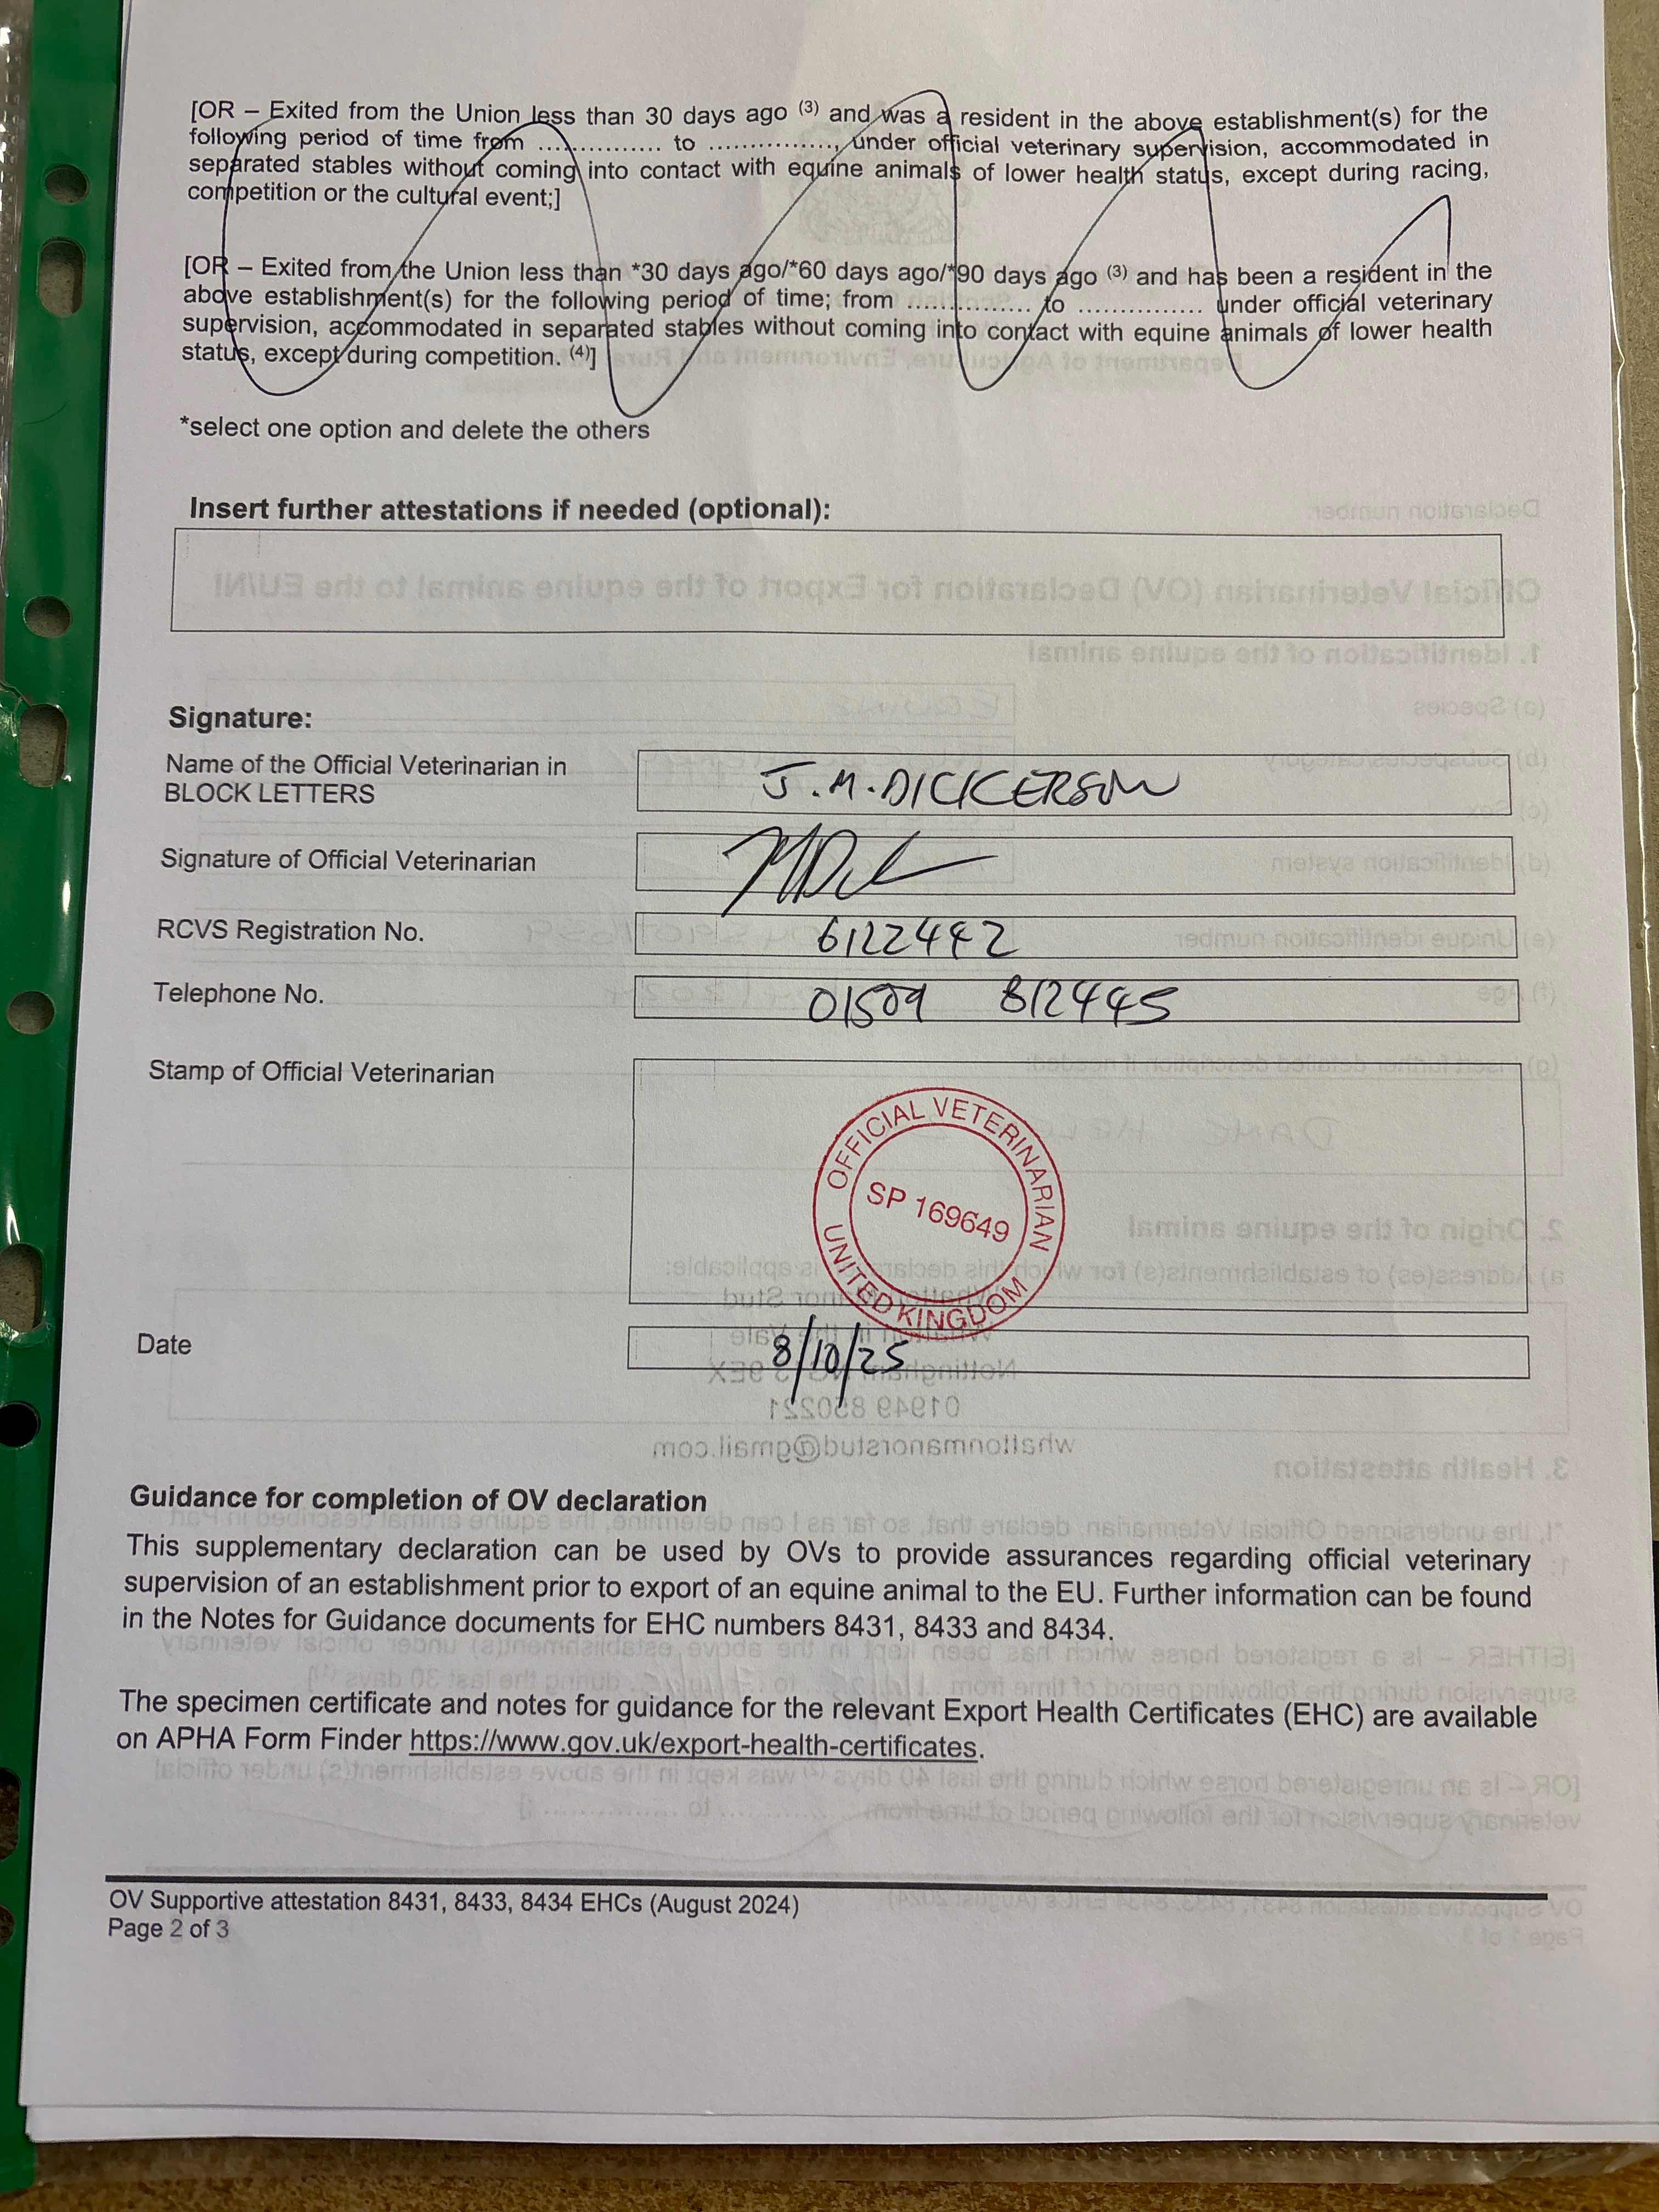 [OR – Exited from the Union less than 30 days ago (3) and was a resident in the above establishment(s) for the
following period of time from ............... to ..............., under official veterinary supervision, accommodated in
separated stables without coming into contact with equine animals of lower health status, except during racing,
competition or the cultural event;]
[OR – Exited from the Union less than *30 days ago/*60 days ago/*90 days ago (3) and has been a resident in the
above establishment(s) for the following period of time; from ............... to ............... under official veterinary
supervision, accommodated in separated stables without coming into contact with equine animals of lower health
status, except during competition. (4)]
*select one option and delete the others
Insert further attestations if needed (optional):
Signature:
Name of the Official Veterinarian in
BLOCK LETTERS
J.M.DICKERSON
Signature of Official Veterinarian
RCVS Registration No.
6122442
Telephone No.
01509 812445
Stamp of Official Veterinarian
OFFICIAL VETERINARIAN
SP 169649
UNITED KINGDOM
Date
8/10/25
Guidance for completion of OV declaration
This supplementary declaration can be used by OVs to provide assurances regarding official veterinary
supervision of an establishment prior to export of an equine animal to the EU. Further information can be found
in the Notes for Guidance documents for EHC numbers 8431, 8433 and 8434.
The specimen certificate and notes for guidance for the relevant Export Health Certificates (EHC) are available
on APHA Form Finder https://www.gov.uk/export-health-certificates.
OV Supportive attestation 8431, 8433, 8434 EHCs (August 2024)
Page 2 of 3